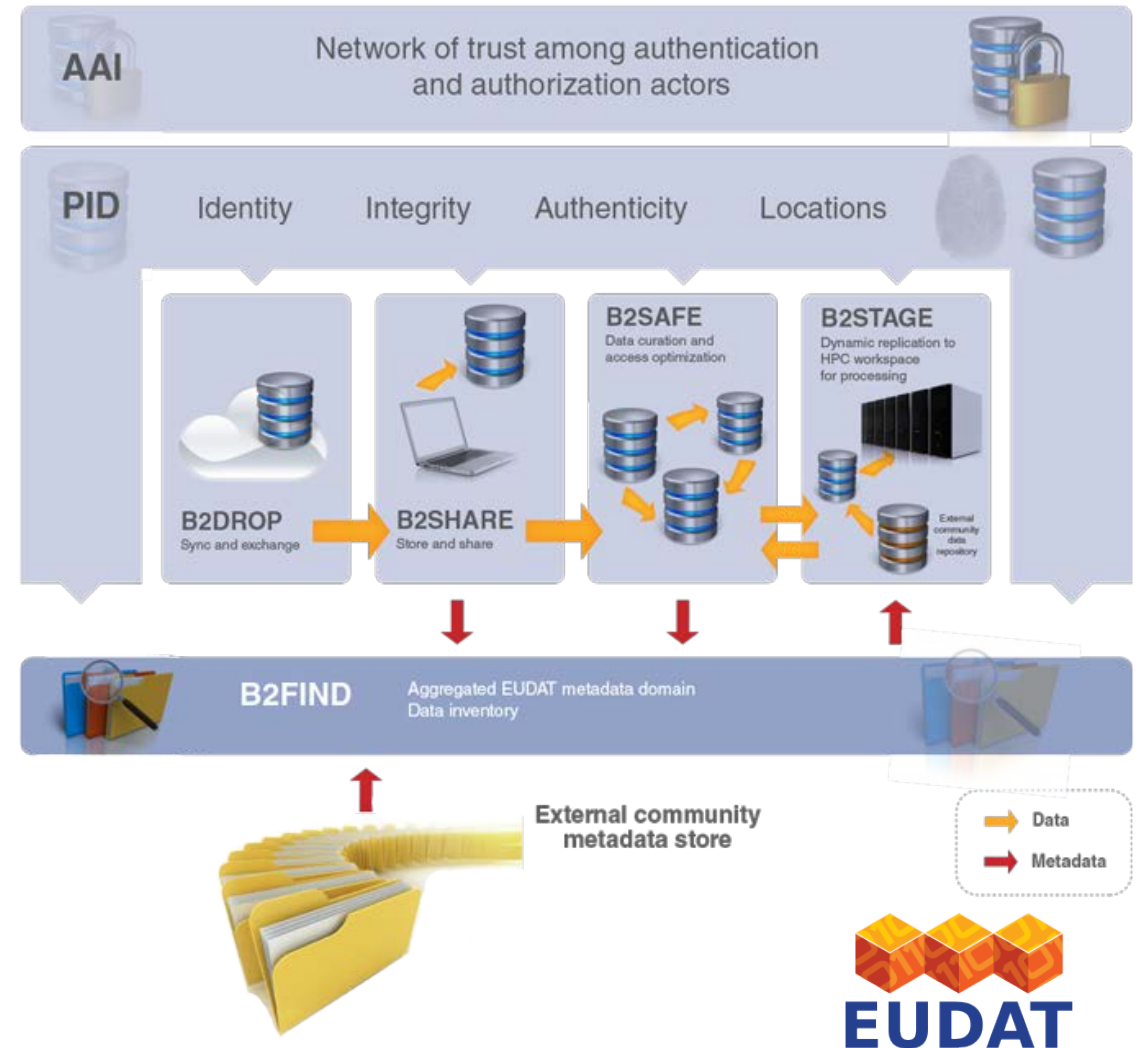 AAI
Network of trust among authentication
and authorization actors
PID
Identity
Integrity
Authenticity
Locations
B2DROP
Sync and exchange
B2SHARE
Store and share
B2SAFE
Data curation and
access optimization
B2STAGE
Dynamic replication to
HPC workspace
for processing
External
community
data
repository
B2FIND
Aggregated EUDAT metadata domain
Data inventory
External community
metadata store
Data
Metadata
EUDAT